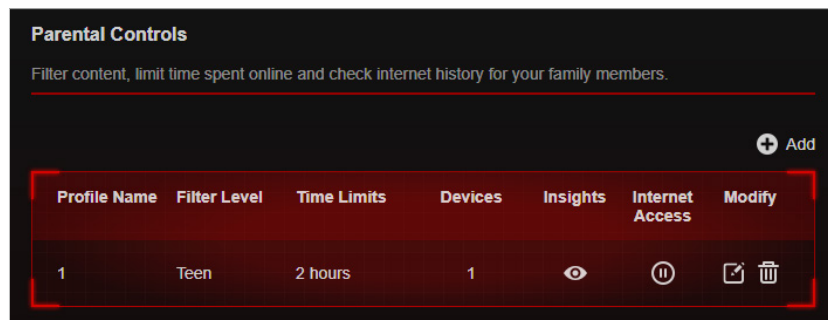 Parental Controls
Filter content, limit time spent online and check internet history for your family members.
Add
Profile Name Filter Level Time Limits Devices Insights Internet Access Modify
1 Teen 2 hours 1